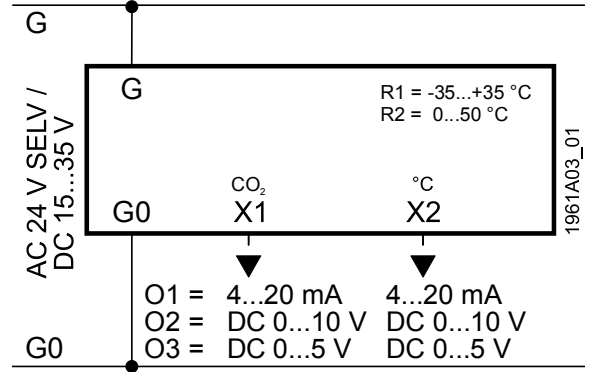 G
AC 24 V SELV /
DC 15...35 V
G
R1 = -35...+35 °C
R2 = 0...50 °C
1961A03_01
CO₂
°C
G0
X1
X2
O1 = 4...20 mA 4...20 mA
O2 = DC 0...10 V DC 0...10 V
O3 = DC 0...5 V DC 0...5 V
G0